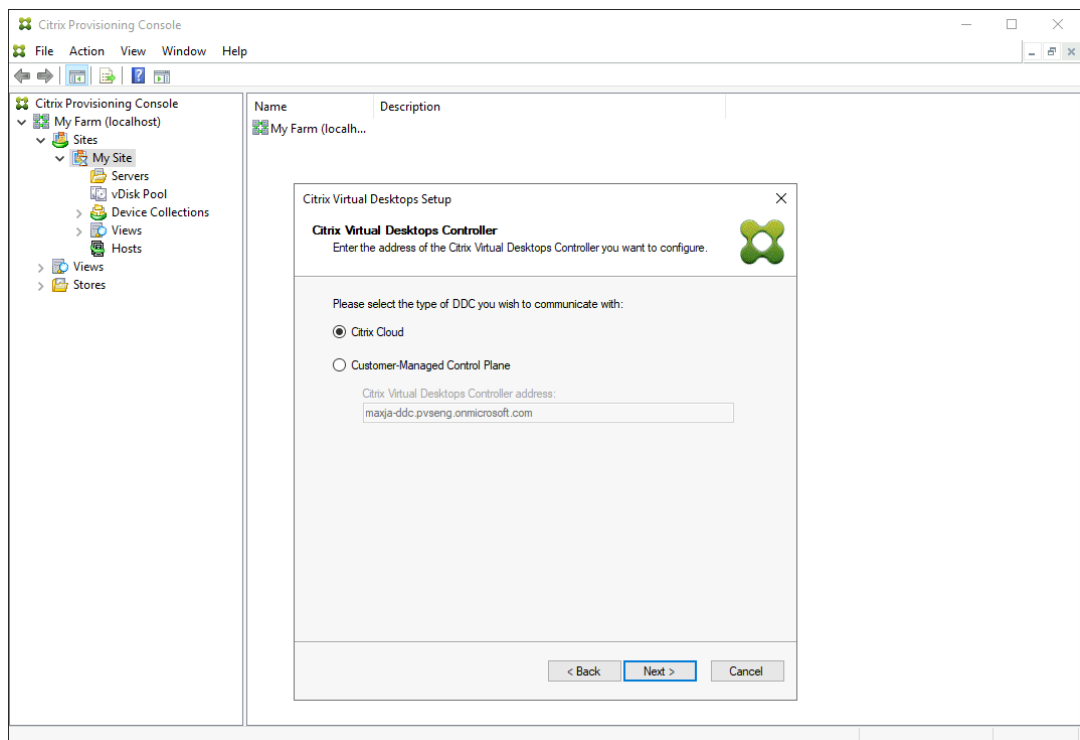 Citrix Provisioning Console
File Action View Window Help
Citrix Provisioning Console
My Farm (localhost)
Sites
My Site
Servers
vDisk Pool
Device Collections
Views
Hosts
Views
Stores
Name Description
My Farm (localh...
Citrix Virtual Desktops Setup
Citrix Virtual Desktops Controller
Enter the address of the Citrix Virtual Desktops Controller you want to configure.
Please select the type of DDC you wish to communicate with:
Citrix Cloud
Customer-Managed Control Plane
Citrix Virtual Desktops Controller address:
maxja-ddc.pvseng.onmicrosoft.com
< Back Next > Cancel